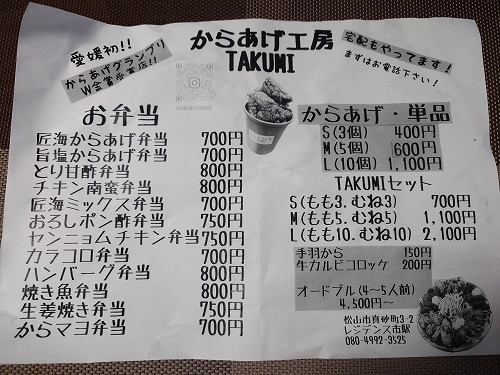 愛媛初!!
からあげグランプリ
W金賞受賞店!!
からあげ工房
TAKUMI
宅配もやってます!
まずはお電話下さい!
お弁当
匠海からあげ弁当 700円
旨塩からあげ弁当 700円
とり甘酢弁当 800円
チキン南蛮弁当 800円
匠海ミックス弁当 700円
おろしポン酢弁当 750円
ヤンニョムチキン弁当 750円
カラコロ弁当 700円
ハンバーグ弁当 800円
焼き魚弁当 800円
生姜焼き弁当 750円
からマヨ弁当 700円
からあげ・単品
S(3個) 400円
M(5個) 600円
L(10個) 1,100円
TAKUMIセット
S(もも3.むね3) 700円
M(もも5.むね5) 1,100円
L(もも10.むね10) 2,100円
手羽から 150円
牛カルビコロッケ 200円
オードブル(4〜5人前)
4,500円〜
松山市真砂町3-2
レジデンス市駅
080-4992-3525